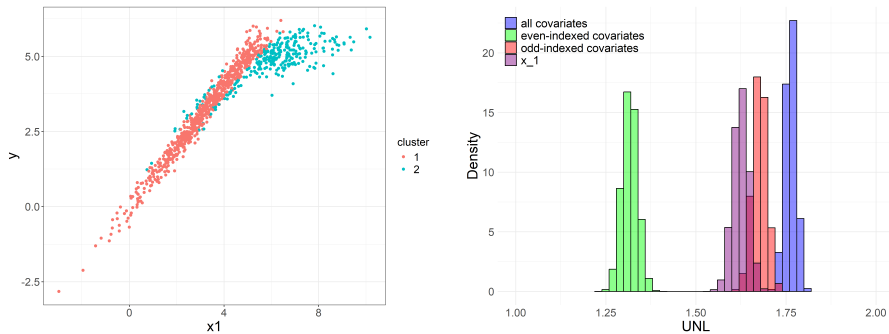 y
5.0
2.5
0.0
-2.5
0
4
8
x1
cluster
1
2
Density
20
15
10
5
0
all covariates
even-indexed covariates
odd-indexed covariates
x_1
1.00
1.25
1.50
1.75
2.00
UNL